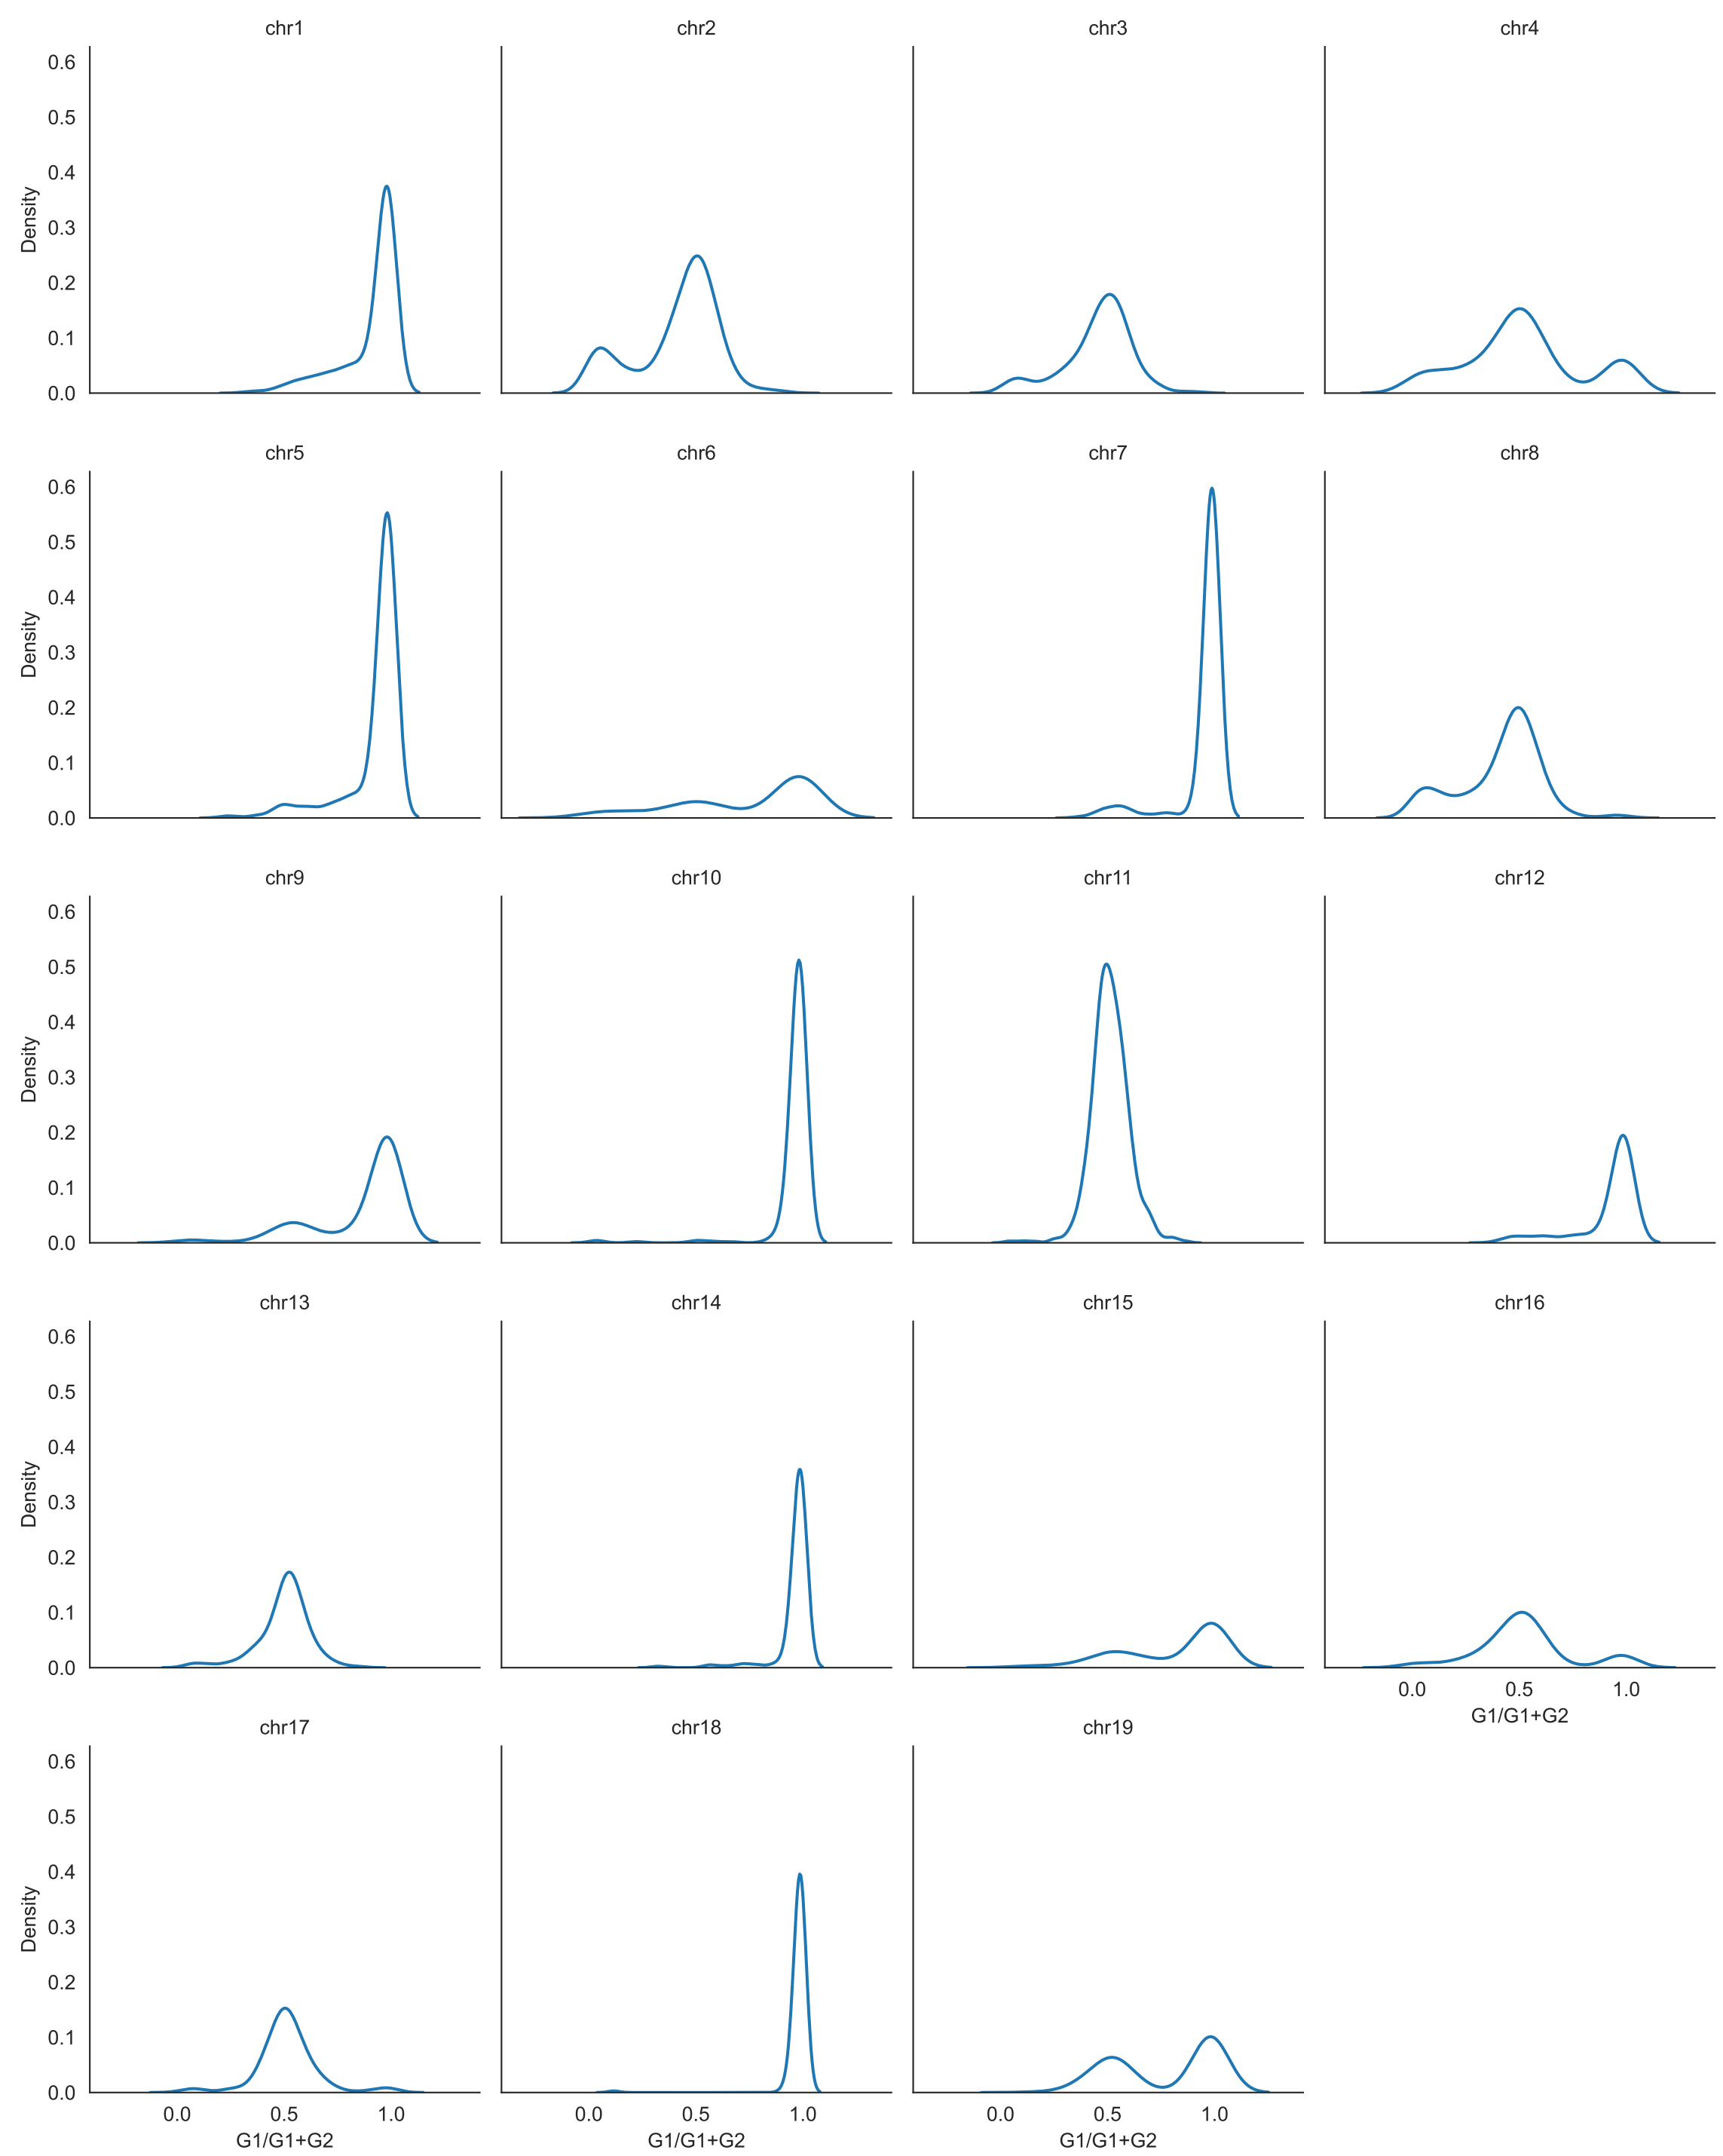 chr1 chr2 chr3 chr4
0.6
0.5
0.4
0.3
0.2
0.1
0.0
Density
chr5 chr6 chr7 chr8
0.6
0.5
0.4
0.3
0.2
0.1
0.0
Density
chr9 chr10 chr11 chr12
0.6
0.5
0.4
0.3
0.2
0.1
0.0
Density
chr13 chr14 chr15 chr16
0.6
0.5
0.4
0.3
0.2
0.1
0.0
Density
0.0 0.5 1.0
G1/G1+G2
chr17 chr18 chr19
0.6
0.5
0.4
0.3
0.2
0.1
0.0
Density
0.0 0.5 1.0 0.0 0.5 1.0 0.0 0.5 1.0
G1/G1+G2 G1/G1+G2 G1/G1+G2